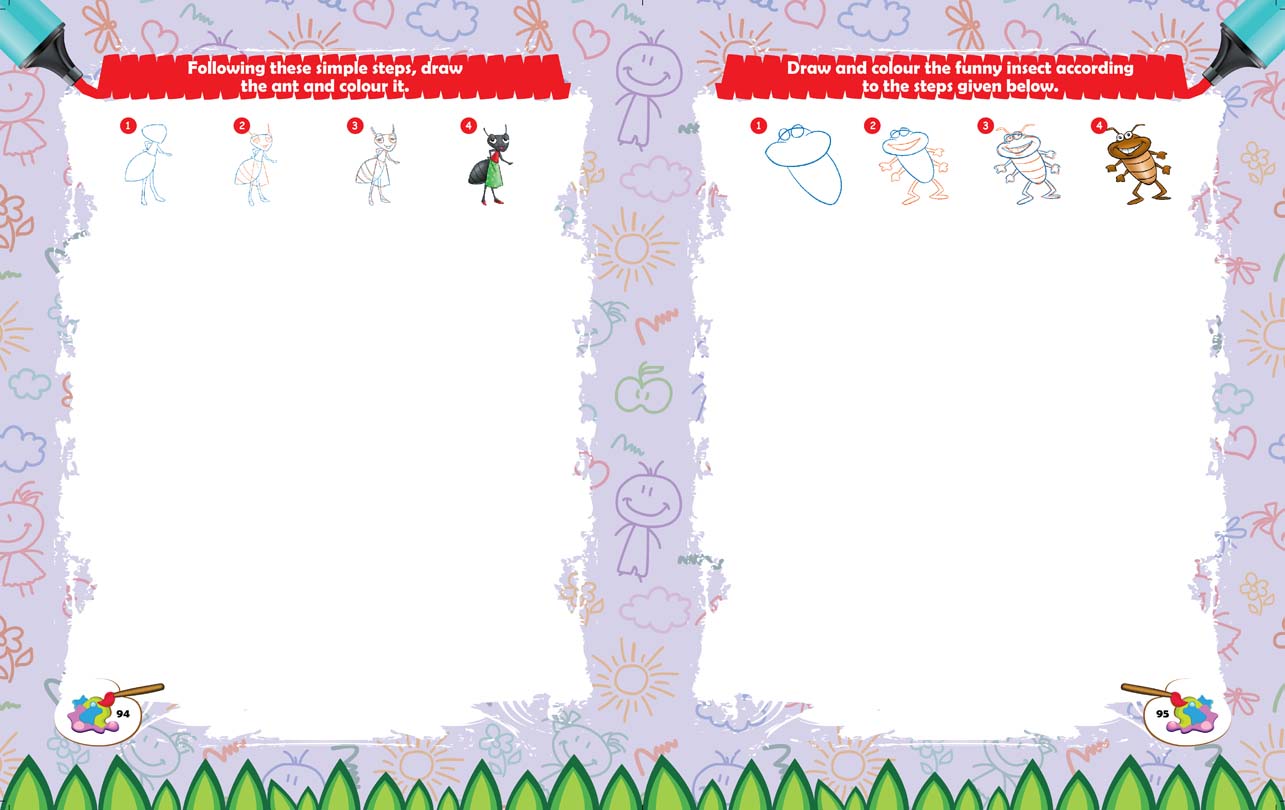 Following these simple steps, draw
the ant and colour it.
1 2 3 4
94
Draw and colour the funny insect according
to the steps given below.
1 2 3 4
95